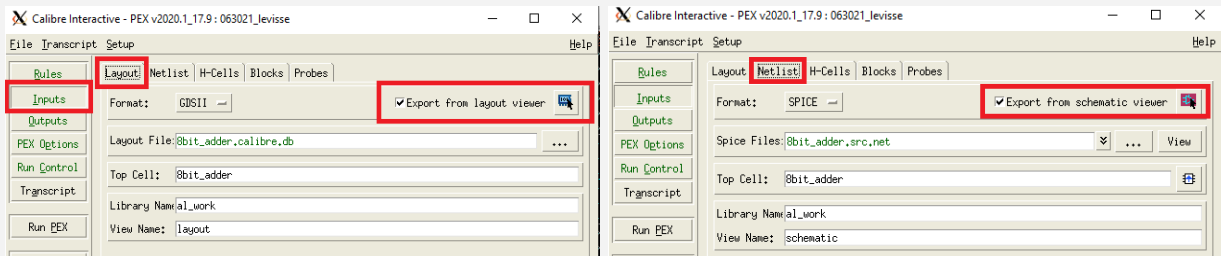 Calibre Interactive - PEX v2020.1_17.9 : 063021_levisse
File Transcript Setup Help
Rules
Inputs
Outputs
PEX Options
Run Control
Transcript
Run PEX
Layout Netlist H-Cells Blocks Probes
Format: GDSII Export from layout viewer
Layout File: 8bit_adder.calibre.db ...
Top Cell: 8bit_adder
Library Name al_work
View Name: layout
Calibre Interactive - PEX v2020.1_17.9 : 063021_levisse
File Transcript Setup Help
Rules
Inputs
Outputs
PEX Options
Run Control
Transcript
Run PEX
Layout Netlist H-Cells Blocks Probes
Format: SPICE Export from schematic viewer
Spice Files: 8bit_adder.src.net ... View
Top Cell: 8bit_adder
Library Name al_work
View Name: schematic